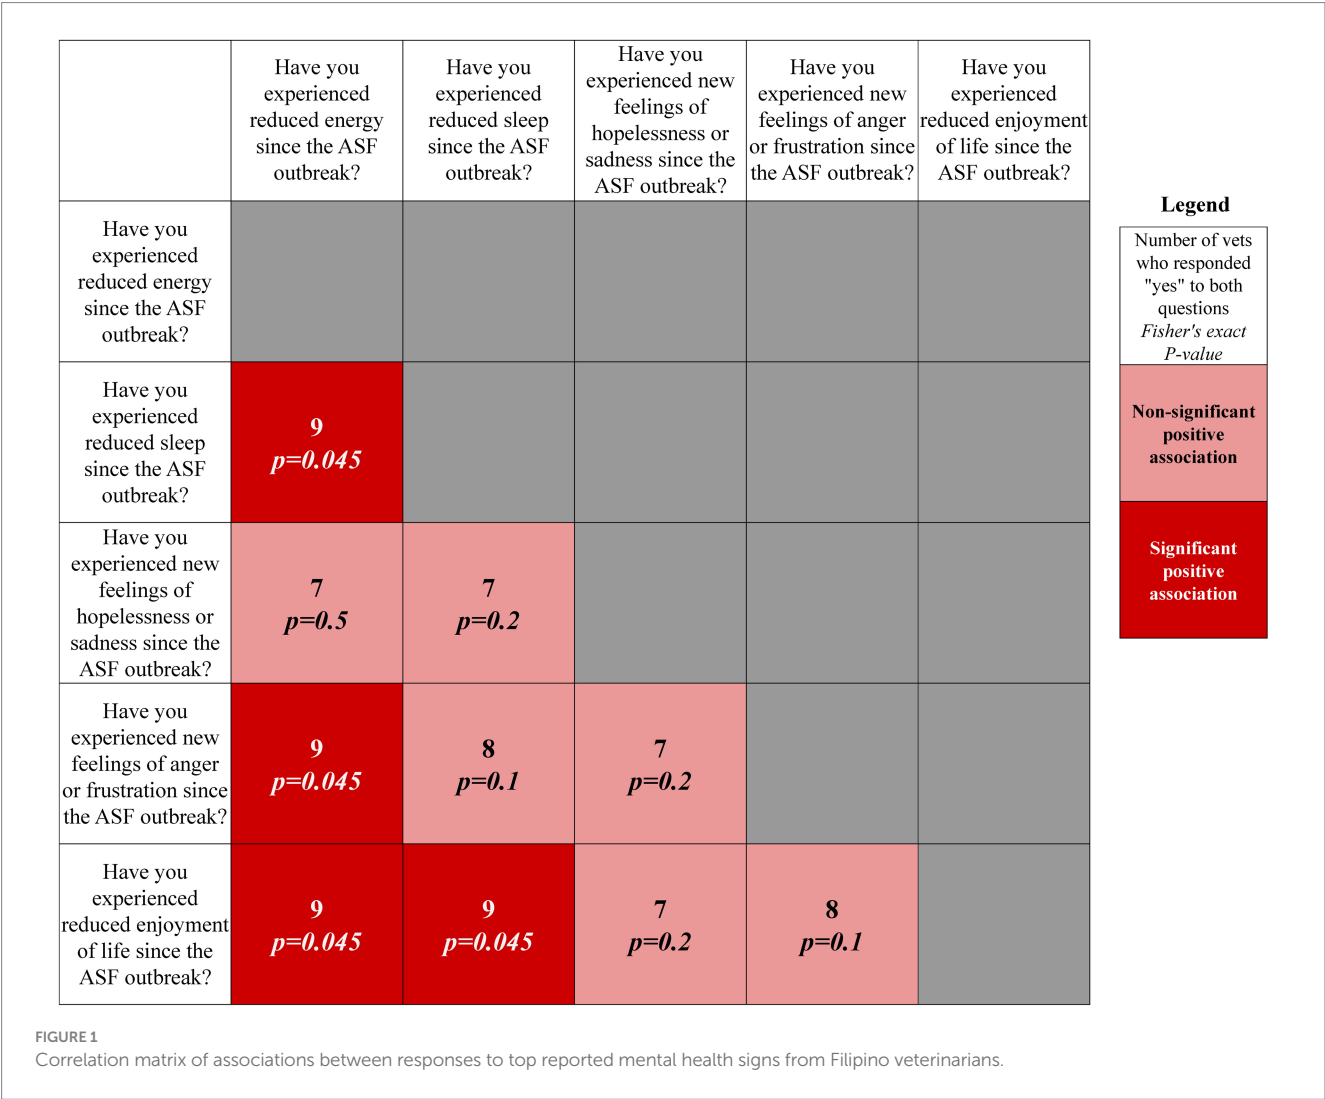 Have you
experienced
reduced energy
since the ASF
outbreak?
Have you
experienced
reduced sleep
since the ASF
outbreak?
Have you
experienced new
feelings of
hopelessness or
sadness since the
ASF outbreak?
Have you
experienced new
feelings of anger
or frustration since
the ASF outbreak?
Have you
experienced
reduced enjoyment
of life since the
ASF outbreak?
Have you
experienced
reduced energy
since the ASF
outbreak?
Have you
experienced
reduced sleep
since the ASF
outbreak?
9
p=0.045
Have you
experienced new
feelings of
hopelessness or
sadness since the
ASF outbreak?
7
p=0.5
7
p=0.2
Have you
experienced new
feelings of anger
or frustration since
the ASF outbreak?
9
p=0.045
8
p=0.1
7
p=0.2
Have you
experienced
reduced enjoyment
of life since the
ASF outbreak?
9
p=0.045
9
p=0.045
7
p=0.2
8
p=0.1
Legend
Number of vets
who responded
"yes" to both
questions
Fisher's exact
P-value
Non-significant
positive
association
Significant
positive
association
FIGURE 1
Correlation matrix of associations between responses to top reported mental health signs from Filipino veterinarians.